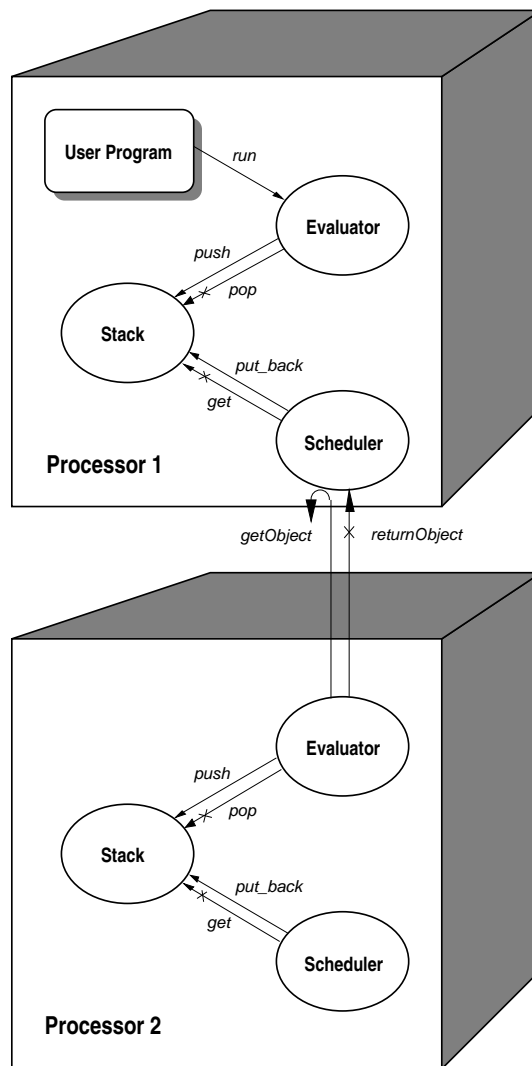 User Program
run
Evaluator
push
pop
Stack
put_back
get
Scheduler
Processor 1
getObject
returnObject
Evaluator
push
pop
Stack
put_back
get
Scheduler
Processor 2